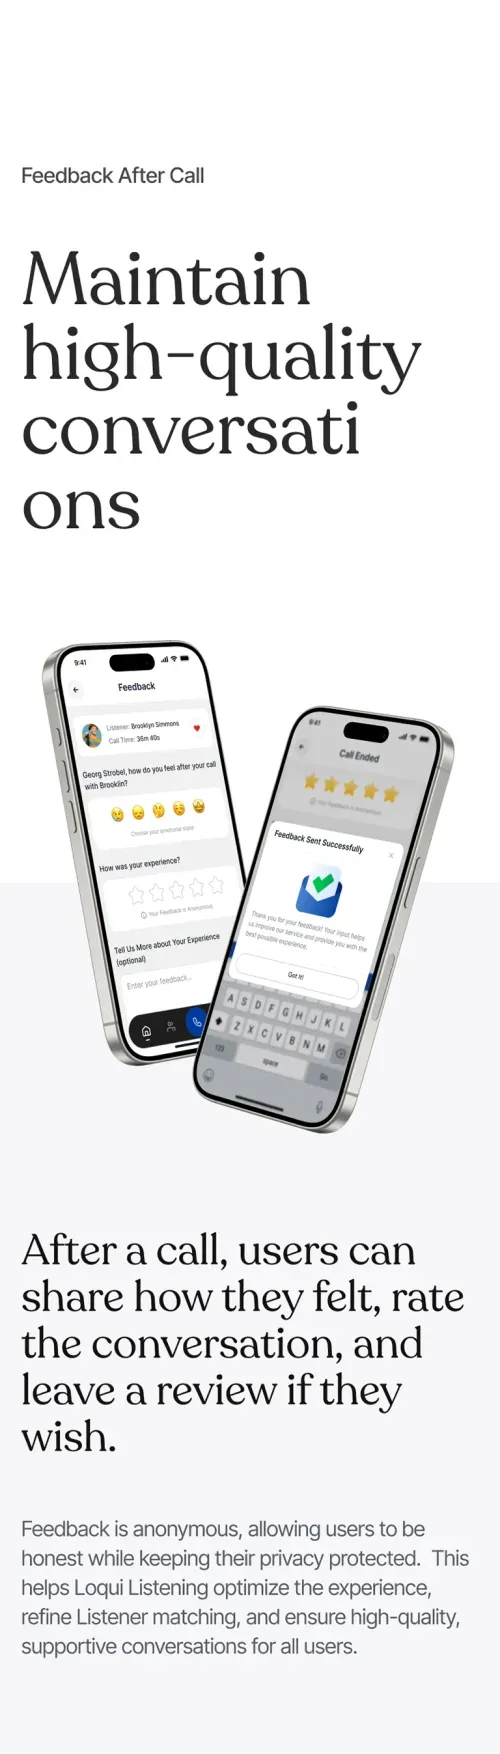 Feedback After Call
Maintain
high-quality
conversati
ons
9:41
Feedback
Listener: Brooklyn Simmons
Call Time: 36m 40s
Georg Strobel, how do you feel after your call
with Brooklin?
Choose your emotional state
How was your experience?
Your Feedback is Anonymous
Tell Us More about Your Experience
(optional)
Enter your feedback...
9:41
Call Ended
Your Feedback is Anonymous
Feedback Sent Successfully
Thank you for your feedback! Your input helps
us improve our service and provide you with the
best possible experience.
Got It!
A S D F G H J K L
Z X C V B N M
123
space
Go
After a call, users can
share how they felt, rate
the conversation, and
leave a review if they
wish.
Feedback is anonymous, allowing users to be
honest while keeping their privacy protected.  This
helps Loqui Listening optimize the experience,
refine Listener matching, and ensure high-quality,
supportive conversations for all users.